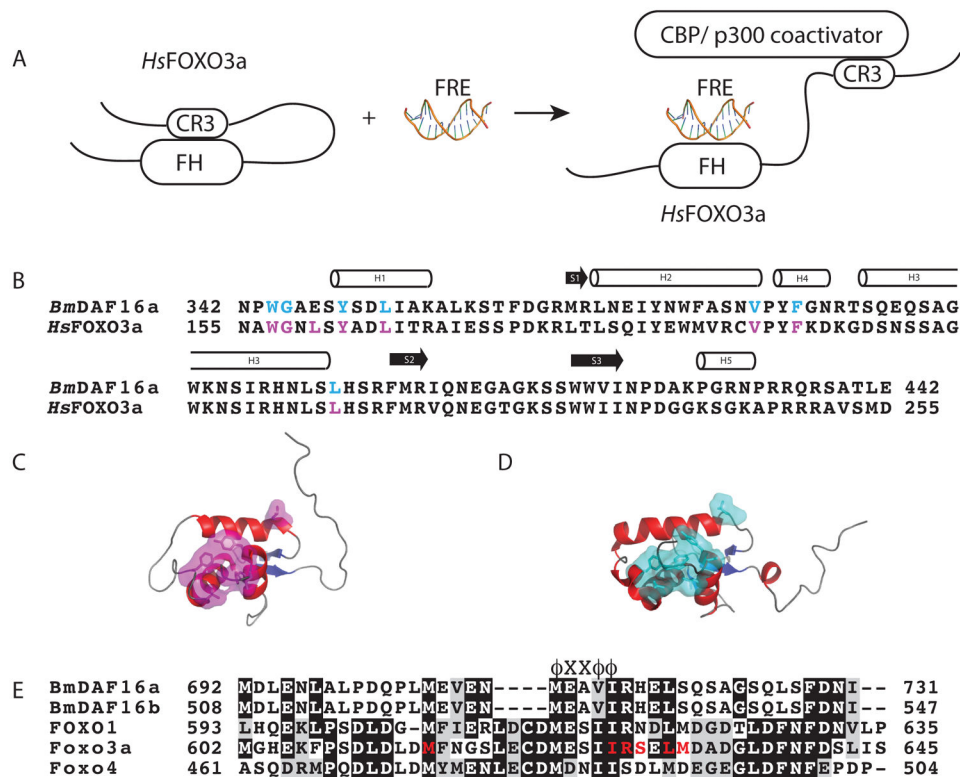 A
HsFOXO3a
CR3
FH
+
FRE
CBP/ p300 coactivator
CR3
FRE
FH
HsFOXO3a
B
H1 S1 H2 H4 H3
BmDAF16a 342 NPWGAESYSDLIAKALKSTFDGRMRLNEIYNWFASNVPYFGNRTSQEQSAG
HsFOXO3a 155 NAWGNLSYADLITRAIESSPDKRLTLSQIYEWMVRCVPYFKDKGDSNSSAG
H3 S2 S3 H5
BmDAF16a WKNSIRHNLSLHSRFMRIQNEGAGKSSWWVINPDAKPGRNPRRQRSATLE 442
HsFOXO3a WKNSIRHNLSLHSRFMRVQNEGTGKSSWWIINPDGGKSGKAPRRRAVSMD 255
C
D
ϕXXϕϕ
E BmDAF16a 692 MDLENLALPDQPLMEVEN----MEAVIRHELSQSAGSQLSFDNI-- 731
BmDAF16b 508 MDLENLALPDQPLMEVEN----MEAVIRHELSQSAGSQLSFDNI-- 547
FOXO1 593 LHQEKLPSDLDG-MFIERLDCDMESIIRNDLMDGDTLDFNFDNVLP 635
Foxo3a 602 MGHEKFPSDLDLDMFNGSLECDMESIIRSELMDADGLDFNFDSLIS 645
Foxo4 461 ASQDRMPQDLDLDMYMENLECDMDNIISDLMDEGEGLDFNFEPDP- 504